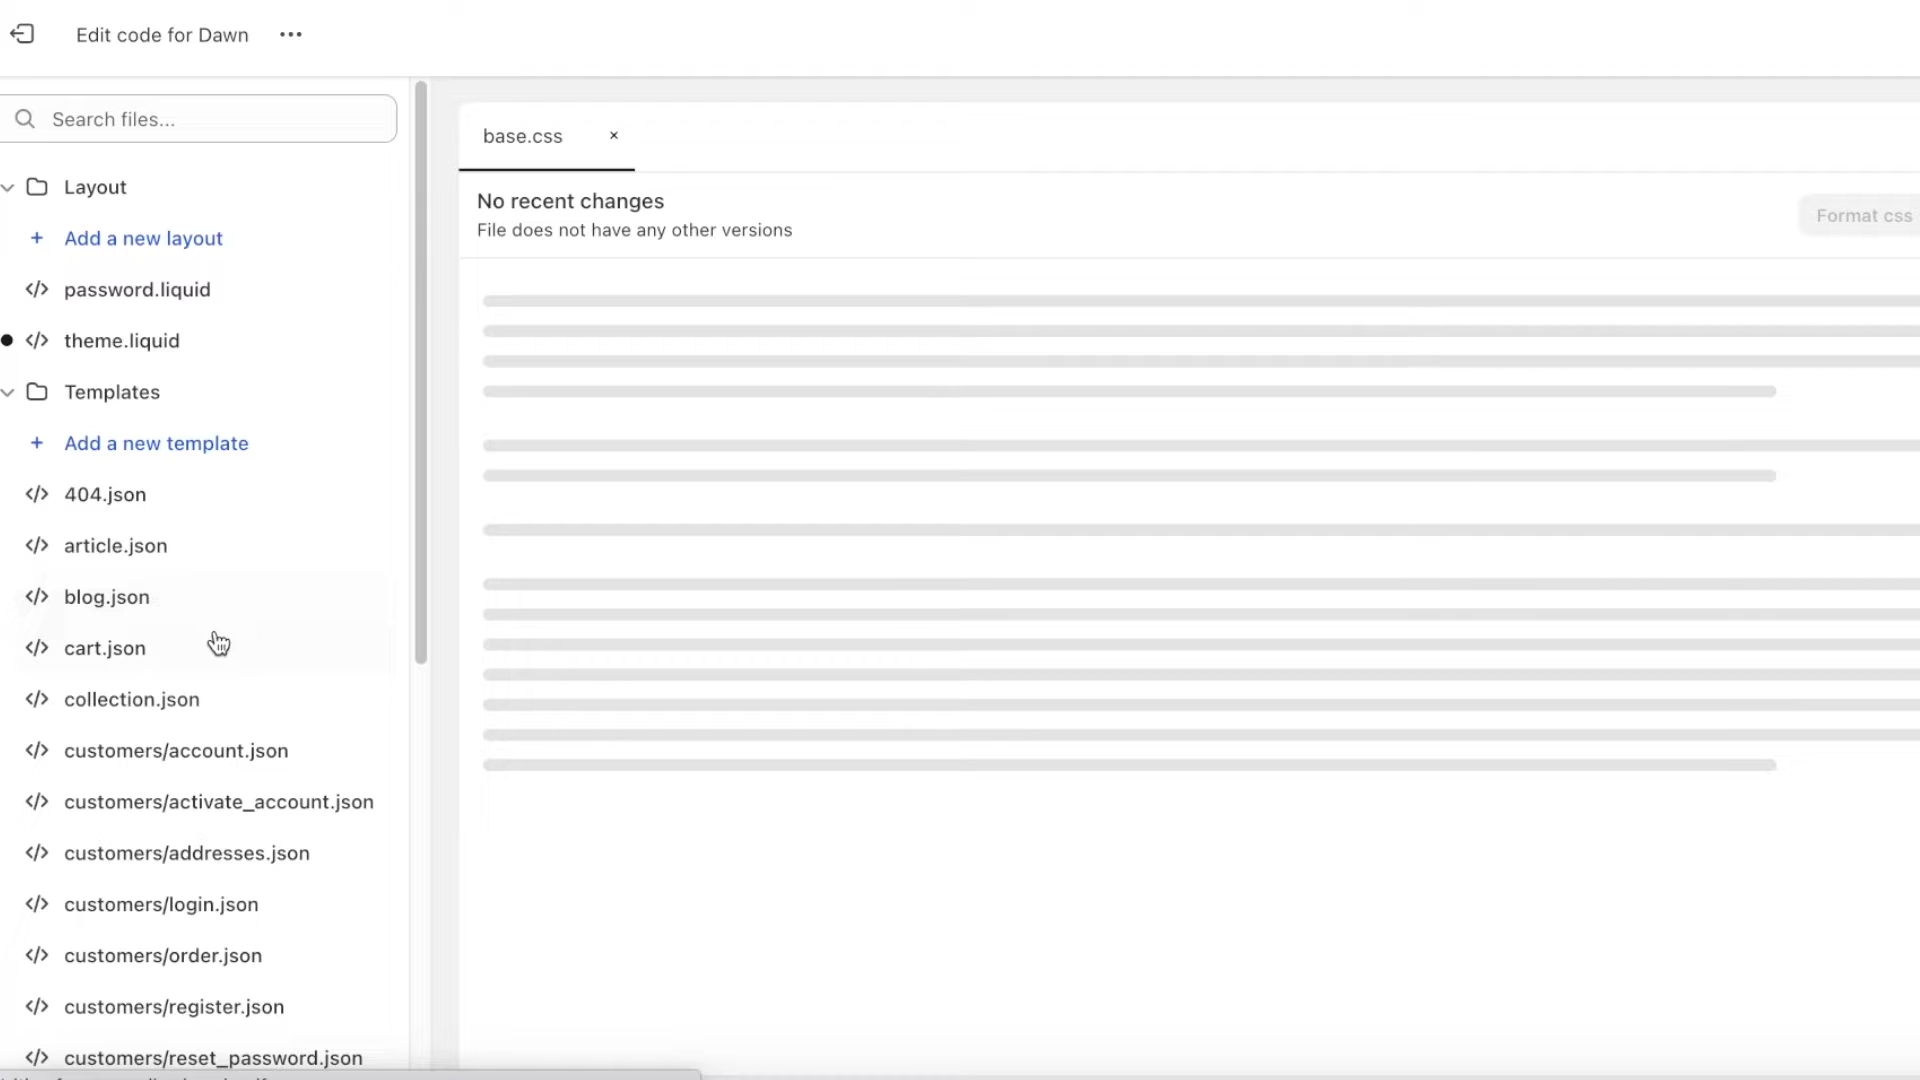 Edit code for Dawn
Search files...
Layout
+ Add a new layout
</> password.liquid
</> theme.liquid
Templates
+ Add a new template
</> 404.json
</> article.json
</> blog.json
</> cart.json
</> collection.json
</> customers/account.json
</> customers/activate_account.json
</> customers/addresses.json
</> customers/login.json
</> customers/order.json
</> customers/register.json
</> customers/reset_password.json
base.css ×
No recent changes
File does not have any other versions
Format css